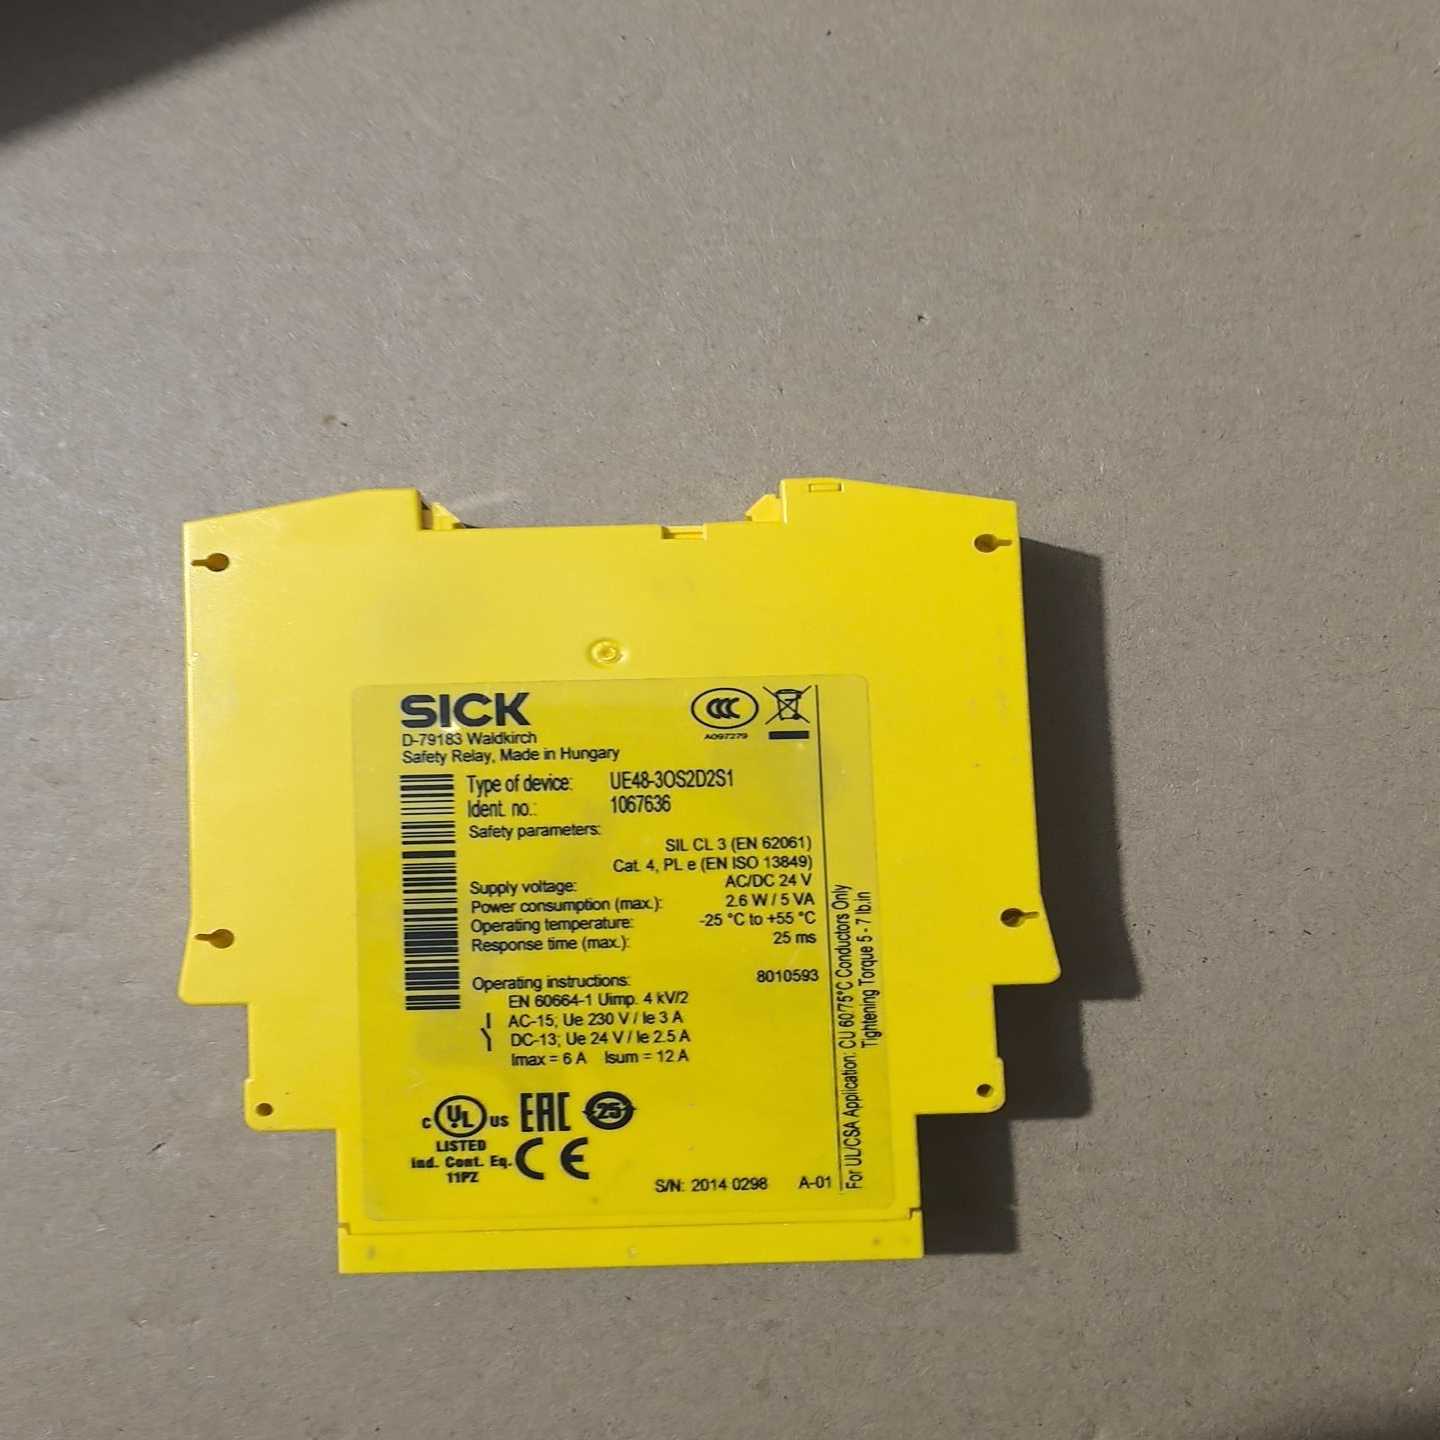 SICK
D-79183 Waldkirch
Safety Relay, Made in Hungary
CCC
A097279
Type of device: UE48-3OS2D2S1
Ident. no.: 1067636
Safety parameters:
SIL CL 3 (EN 62061)
Cat. 4, PL e (EN ISO 13849)
Supply voltage: AC/DC 24 V
Power consumption (max.): 2.6 W / 5 VA
Operating temperature: -25 °C to +55 °C
Response time (max.): 25 ms
Operating instructions: 8010593
EN 60664-1 Uimp. 4 kV/2
AC-15; Ue 230 V / Ie 3 A
DC-13; Ue 24 V / Ie 2.5 A
Imax = 6 A Isum = 12 A
c UL US
LISTED
Ind. Cont. Eq.
11PZ
EAC
25
CE
S/N: 2014 0298 A-01
For UL/CSA Application: CU 60/75°C Conductors Only
Tightening Torque 5 - 7 lb.in